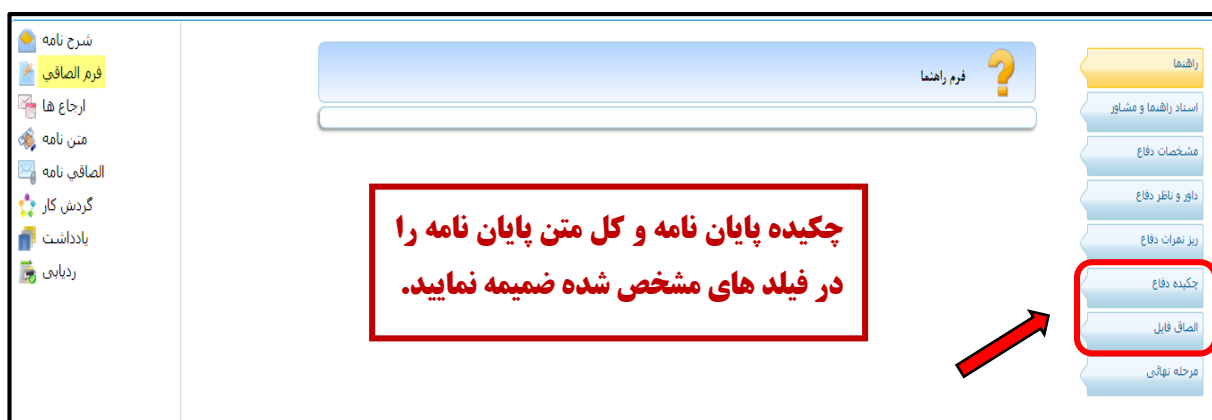 راهنما
استاد راهنما و مشاور
مشخصات دفاع
داور و ناظر دفاع
ریز نمرات دفاع
چکیده دفاع
الصاق فایل
مرحله نهائی
فرم راهنما
چکیده پایان نامه و کل متن پایان نامه را
در فیلد های مشخص شده ضمیمه نمایید.
شرح نامه
فرم الصاقي
ارجاع ها
متن نامه
الصاقي نامه
گردش کار
یادداشت
ردیابی